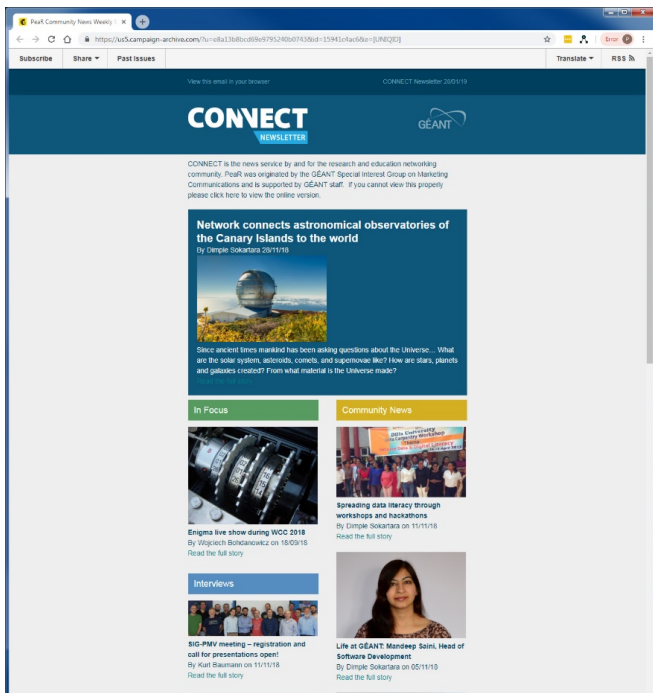 PeaR Community News Weekly
https://us5.campaign-archive.com/?u=e8a13b8bcd69e9795240b0743&id=15941c4ac6&e=[UNIQID]
Error
P
Subscribe
Share
Past Issues
Translate
RSS
View this email in your browser
CONNECT Newsletter 28/01/19
CONNECT
NEWSLETTER
GÉANT
CONNECT is the news service by and for the research and education networking
community. PeaR was originated by the GÉANT Special Interest Group on Marketing
Communications and is supported by GÉANT staff. If you cannot view this properly
please click here to view the online version.
Network connects astronomical observatories of
the Canary Islands to the world
By Dimple Sokartara 28/11/18
Since ancient times mankind has been asking questions about the Universe... What
are the solar system, asteroids, comets, and supernovae like? How are stars, planets
and galaxies created? From what material is the Universe made?
Read the full story
In Focus
Enigma live show during WCC 2018
By Wojciech Bohdanowicz on 18/09/18
Read the full story
Interviews
SIG-PMV meeting – registration and
call for presentations open!
By Kurt Baumann on 11/11/18
Read the full story
Community News
Dilla University
Data Carpentry Workshop
Spreading data literacy through
workshops and hackathons
By Dimple Sokartara on 11/11/18
Read the full story
Life at GÉANT: Mandeep Saini, Head of
Software Development
By Dimple Sokartara on 05/11/18
Read the full story